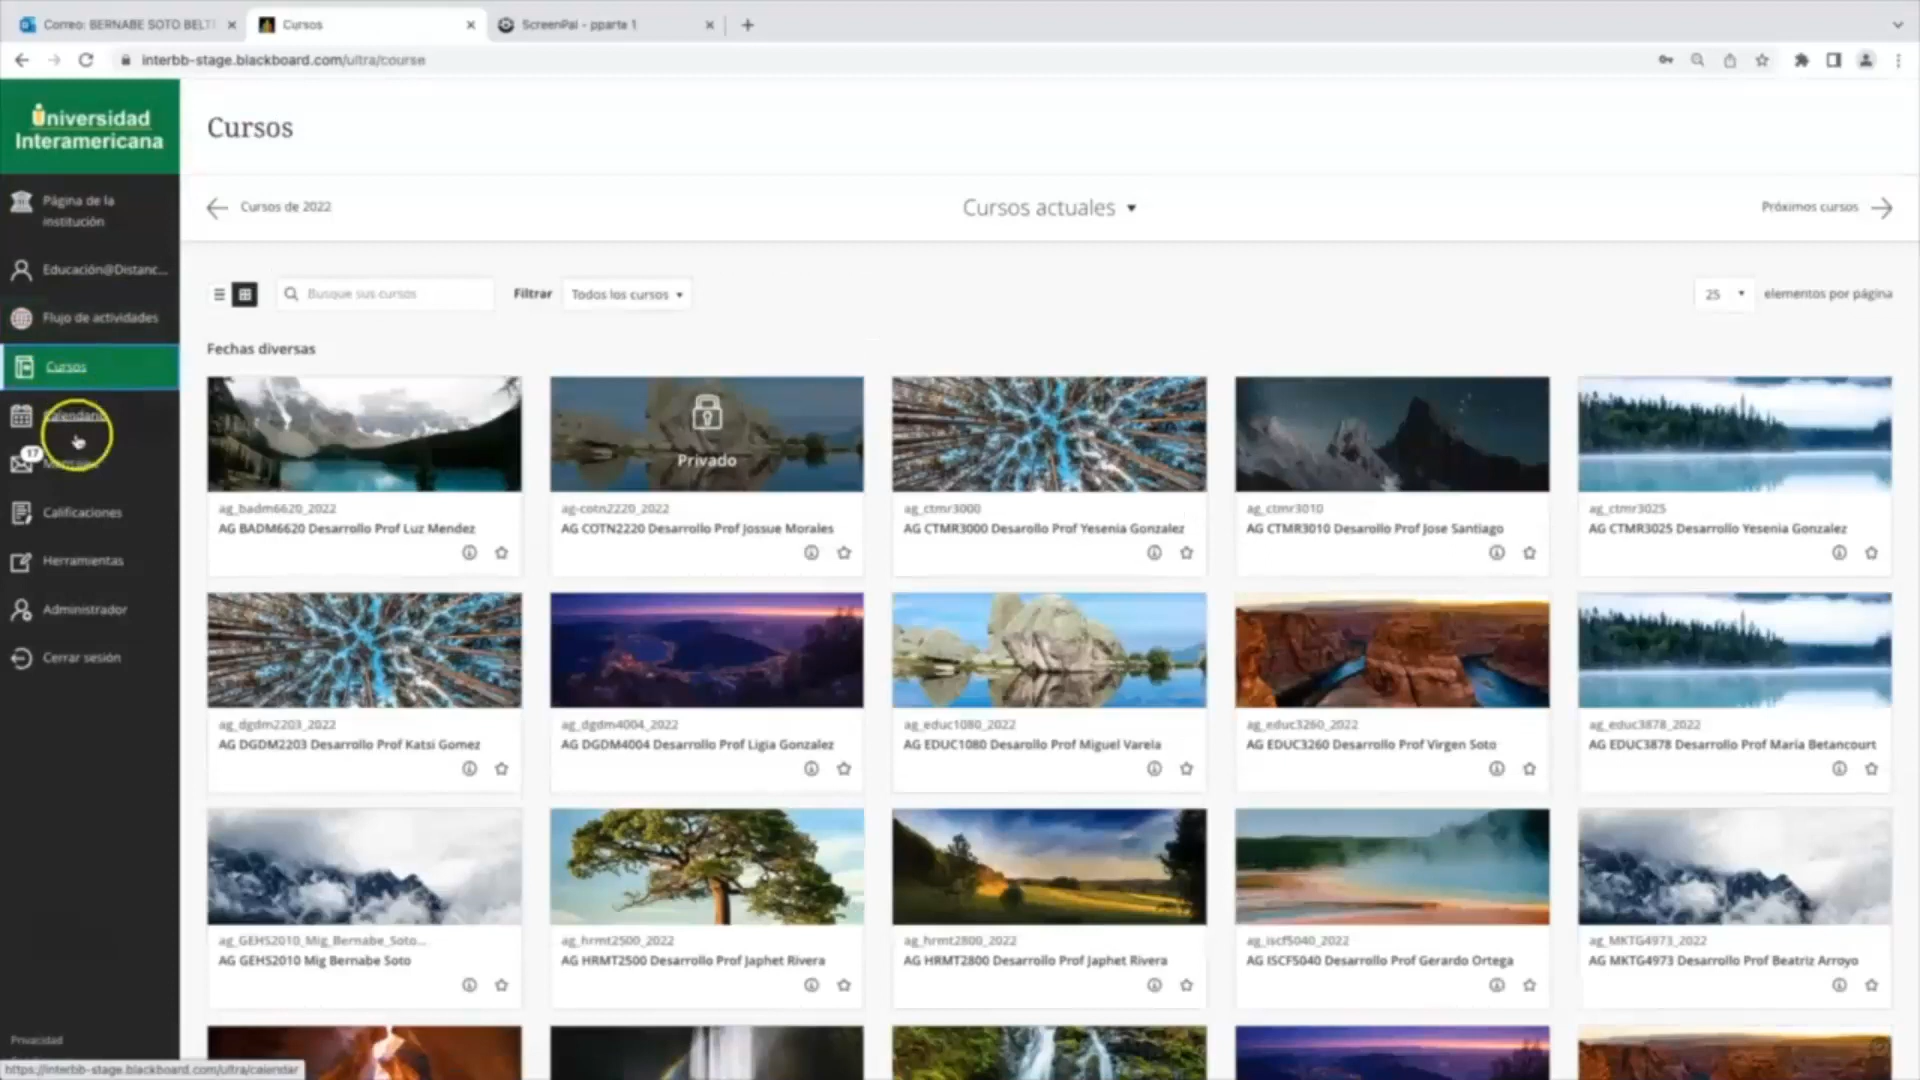 Correo: BERNABE SOTO BELT
Cursos
ScreenPal - pparte 1
interbb-stage.blackboard.com/ultra/course
Universidad
Interamericana
Página de la
institución
Educación@Distanc...
Flujo de actividades
Cursos
Calendario
17
Calificaciones
Herramientas
Administrador
Cerrar sesión
Privacidad
https://interbb-stage.blackboard.com/ultra/calendar
Cursos
Cursos de 2022
Cursos actuales
Próximos cursos
Busque sus cursos
Filtrar
Todos los cursos
25
elementos por página
Fechas diversas
Privado
ag_badm6620_2022
AG BADM6620 Desarrollo Prof Luz Mendez
ag-cotn2220_2022
AG COTN2220 Desarrollo Prof Jossue Morales
ag_ctmr3000
AG CTMR3000 Desarollo Prof Yesenia Gonzalez
ag_ctmr3010
AG CTMR3010 Desarollo Prof Jose Santiago
ag_ctmr3025
AG CTMR3025 Desarrollo Yesenia Gonzalez
ag_dgdm2203_2022
AG DGDM2203 Desarrollo Prof Katsi Gomez
ag_dgdm4004_2022
AG DGDM4004 Desarrollo Prof Ligia Gonzalez
ag_educ1080_2022
AG EDUC1080 Desarollo Prof Miguel Varela
ag_educ3260_2022
AG EDUC3260 Desarrollo Prof Virgen Soto
ag_educ3878_2022
AG EDUC3878 Desarrollo Prof María Betancourt
ag_GEHS2010_Mig_Bernabe_Soto...
AG GEHS2010 Mig Bernabe Soto
ag_hrmt2500_2022
AG HRMT2500 Desarrollo Prof Japhet Rivera
ag_hrmt2800_2022
AG HRMT2800 Desarrollo Prof Japhet Rivera
ag_iscf5040_2022
AG ISCF5040 Desarrollo Prof Gerardo Ortega
ag_MKTG4973_2022
AG MKTG4973 Desarrollo Prof Beatriz Arroyo